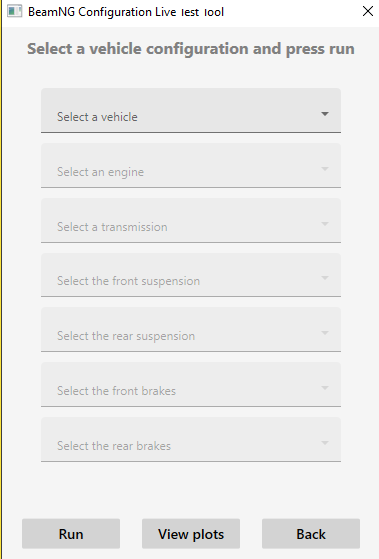 BeamNG Configuration Live Test Tool
Select a vehicle configuration and press run
Select a vehicle
Select an engine
Select a transmission
Select the front suspension
Select the rear suspension
Select the front brakes
Select the rear brakes
Run View plots Back